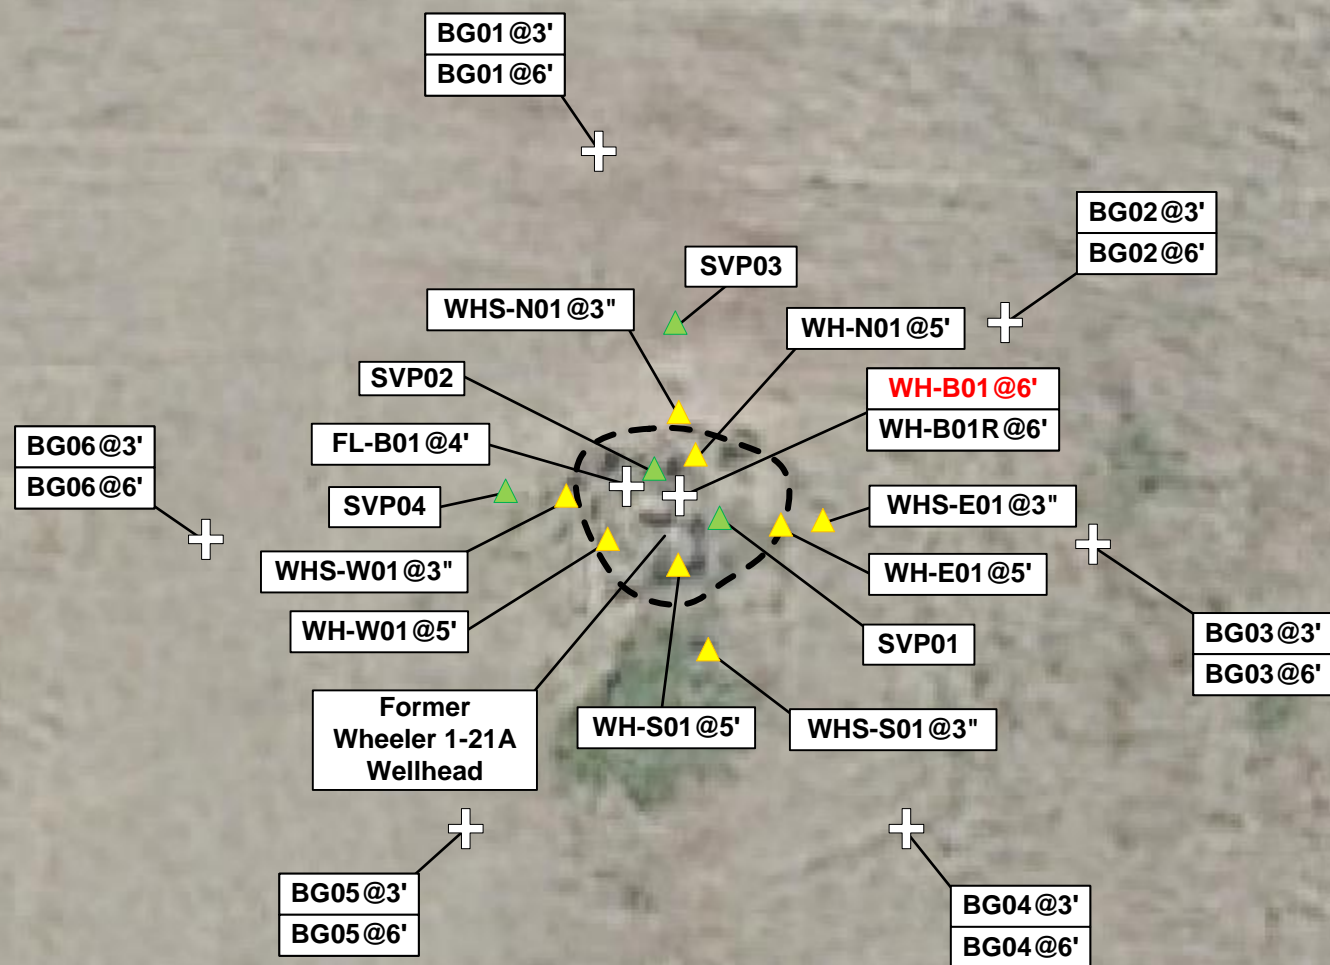 BG01@3'
BG01@6'
BG02@3'
BG02@6'
SVP03
WHS-N01@3"
WH-N01@5'
SVP02
WH-B01@6'
WH-B01R@6'
FL-B01@4'
BG06@3'
BG06@6'
SVP04
WHS-E01@3"
WHS-W01@3"
WH-E01@5'
WH-W01@5'
SVP01
BG03@3'
BG03@6'
Former
Wheeler 1-21A
Wellhead
WH-S01@5'
WHS-S01@3"
BG05@3'
BG05@6'
BG04@3'
BG04@6'